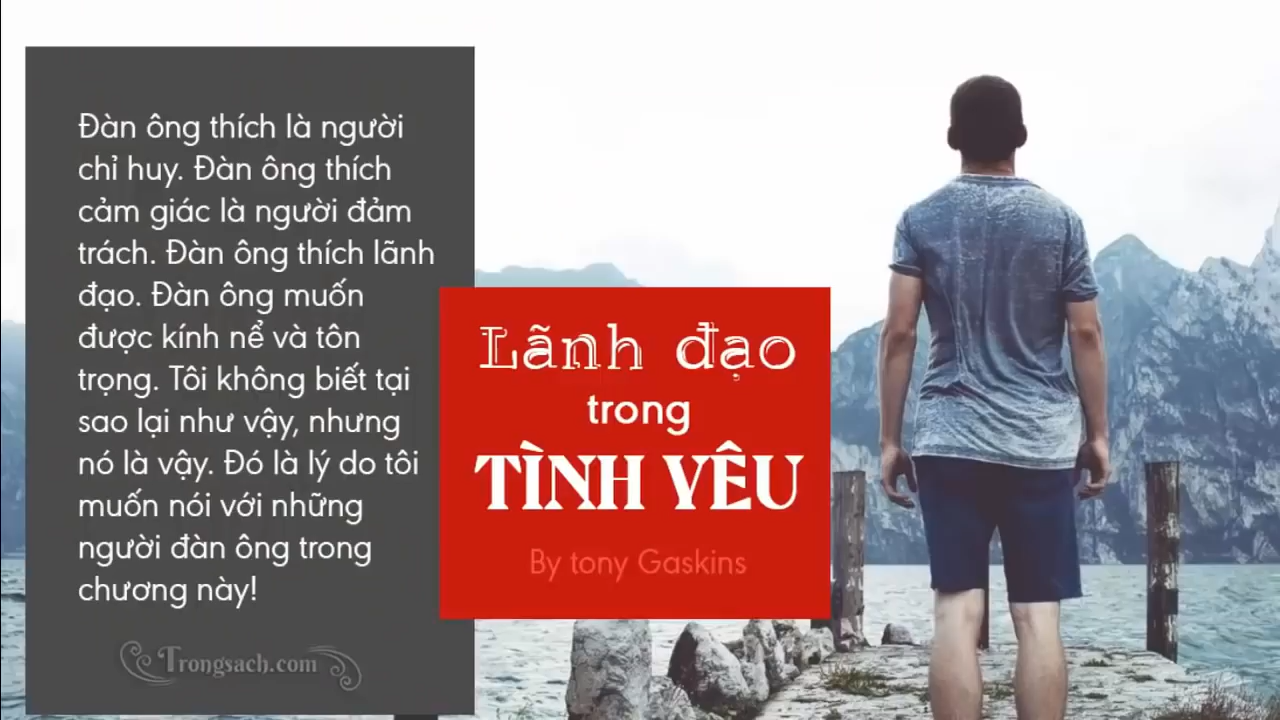 Đàn ông thích là người
chỉ huy. Đàn ông thích
cảm giác là người đảm
trách. Đàn ông thích lãnh
đạo. Đàn ông muốn
được kính nể và tôn
trọng. Tôi không biết tại
sao lại như vậy, nhưng
nó là vậy. Đó là lý do tôi
muốn nói với những
người đàn ông trong
chương này!
Trongsach.com
Lãnh đạo
trong
TÌNH YÊU
By tony Gaskins